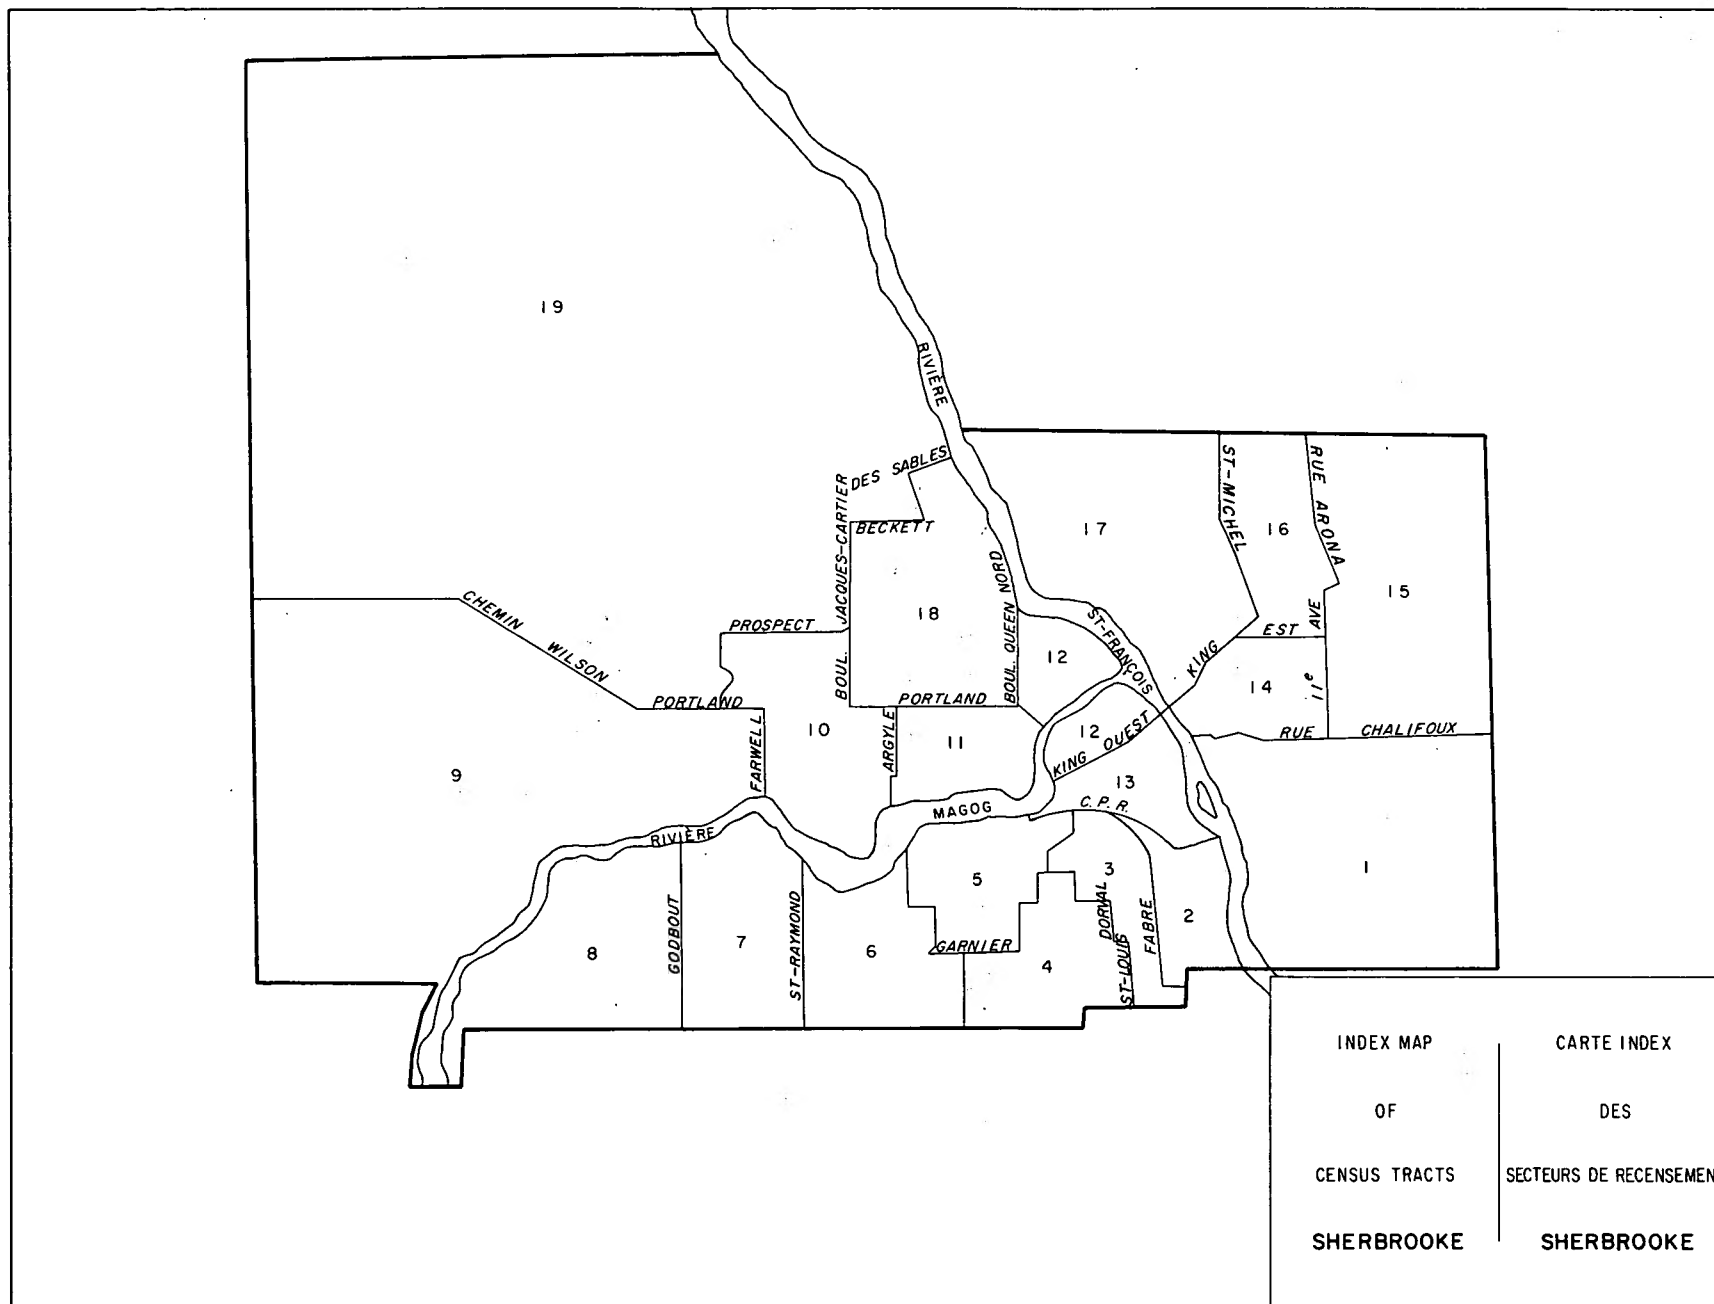 19
RIVIÈRE
DES SABLES
BECKETT
BOUL. JACQUES-CARTIER
17
ST-MICHEL
16
RUE ARONA
15
CHEMIN WILSON
PROSPECT
18
BOUL. QUEEN NORD
12
ST-FRANÇOIS
KING
EST
AVE
11e
14
PORTLAND
PORTLAND
FARWELL
10
ARGYLE
11
12
KING OUEST
RUE CHALIFOUX
9
13
C.P.R.
MAGOG
RIVIÈRE
1
5
3
DORVAL
FABRE
2
GODBOUT
7
ST-RAYMOND
6
GARNIER
4
ST-LOUIS
8
INDEX MAP
OF
CENSUS TRACTS
SHERBROOKE
CARTE INDEX
DES
SECTEURS DE RECENSEMEN
SHERBROOKE